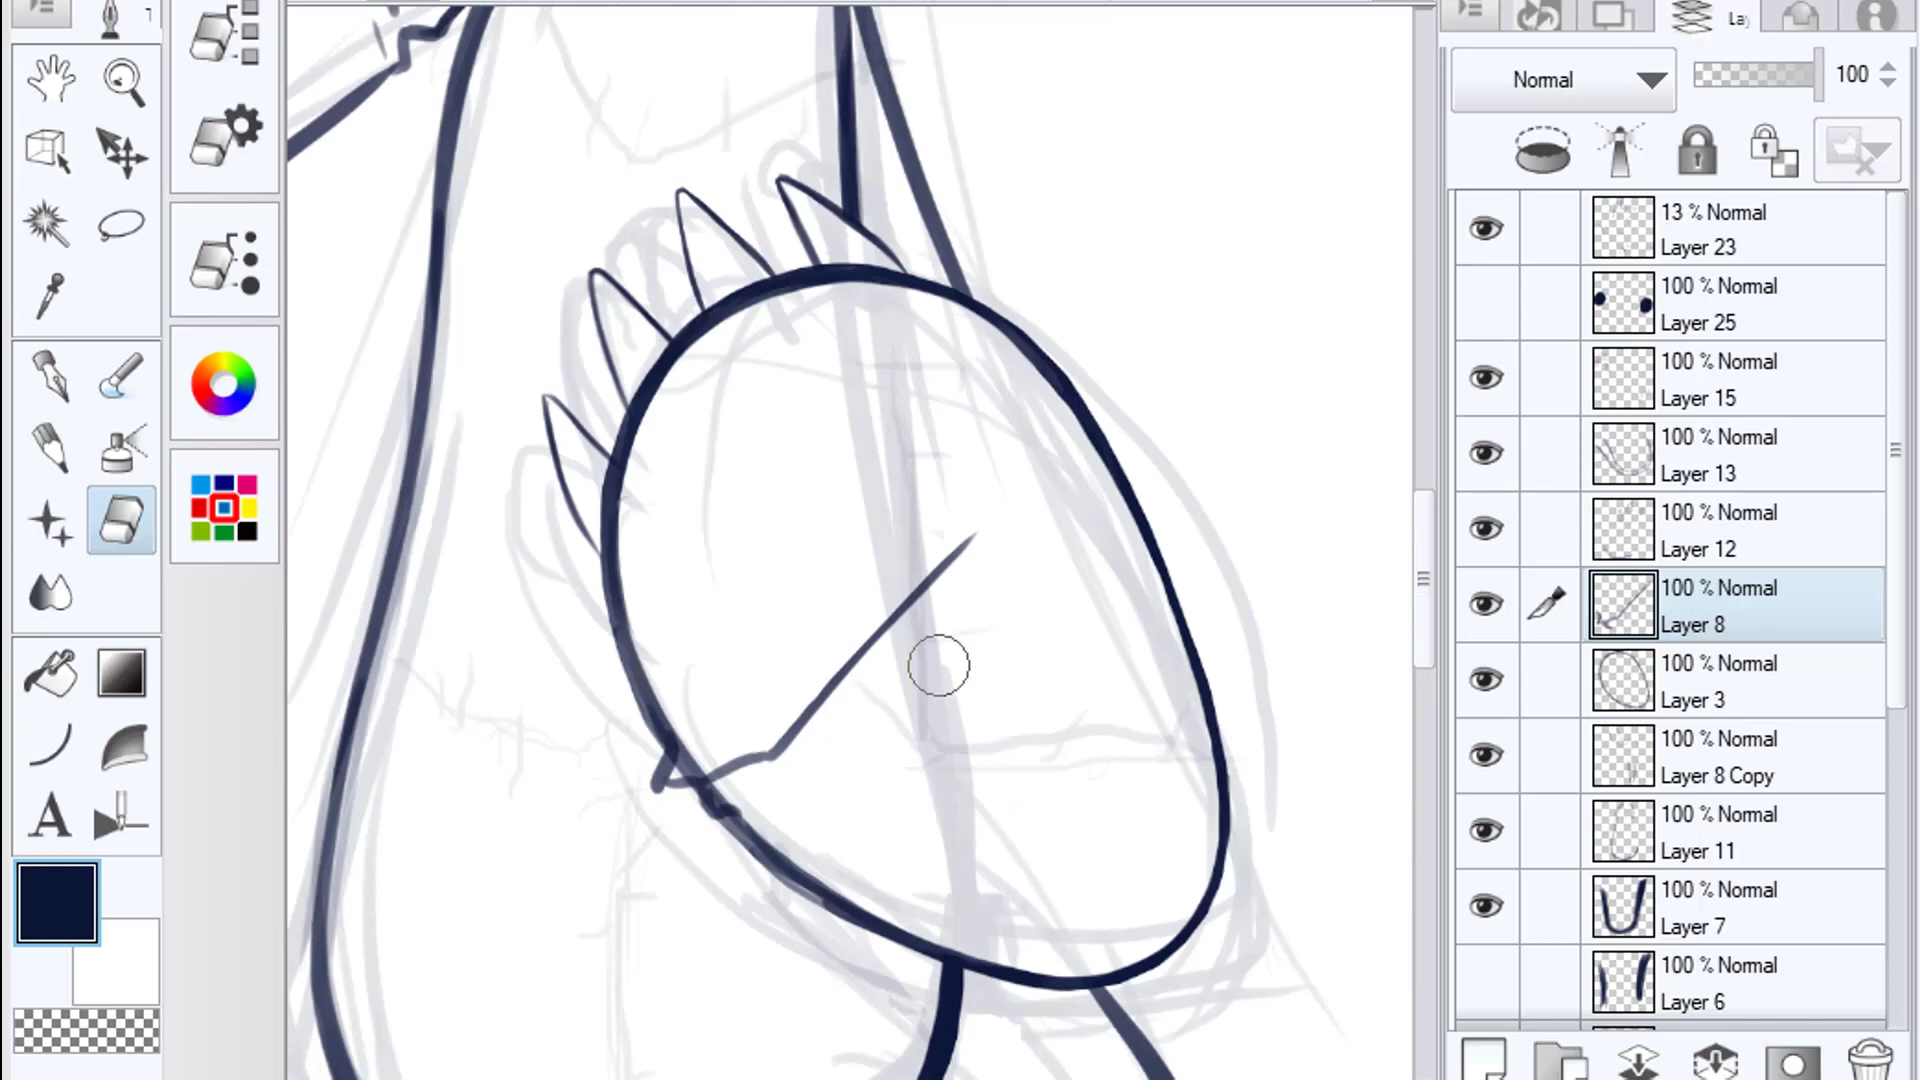 La
Normal
100
13 % Normal
Layer 23
100 % Normal
Layer 25
100 % Normal
Layer 15
100 % Normal
Layer 13
100 % Normal
Layer 12
100 % Normal
Layer 8
100 % Normal
Layer 3
100 % Normal
Layer 8 Copy
100 % Normal
Layer 11
100 % Normal
Layer 7
100 % Normal
Layer 6